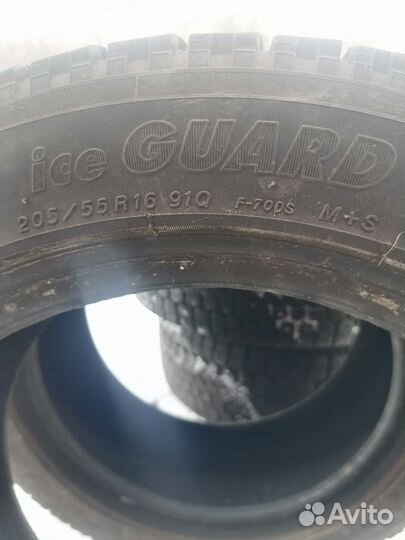 ice GUARD
205/55R16 91Q F-700S M+S
Avito